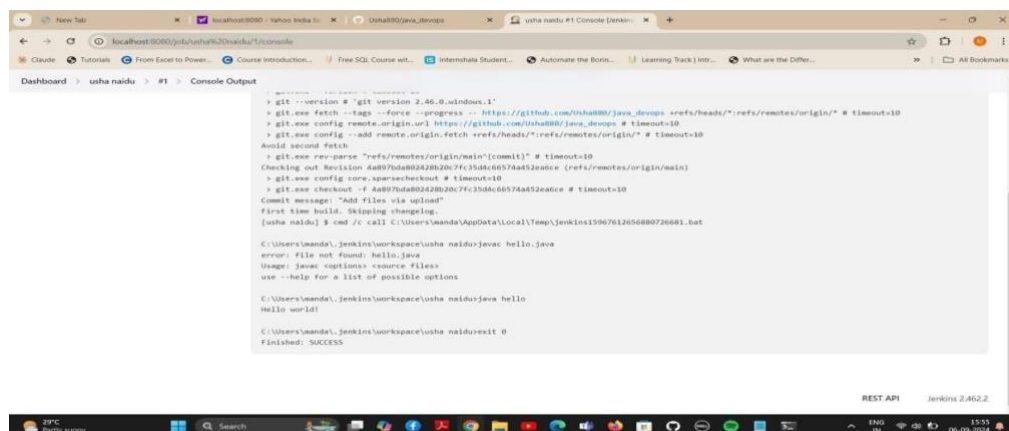 New Tab
localhost:8080 - Yahoo India Se
Usha880/java_devops
usha naidu #1 Console [Jenkins
localhost:8080/job/usha%20naidu/1/console
Claude
Tutorials
From Excel to Power...
Course Introduction...
Free SQL Course wit...
Internshala Student...
Automate the Borin...
Learning Track | Intr...
What are the Differ...
All Bookmarks
Dashboard > usha naidu > #1 > Console Output
> git --version # 'git version 2.46.0.windows.1'
> git.exe fetch --tags --force --progress -- https://github.com/Usha880/java_devops +refs/heads/*:refs/remotes/origin/* # timeout=10
> git.exe config remote.origin.url https://github.com/Usha880/java_devops # timeout=10
> git.exe config --add remote.origin.fetch +refs/heads/*:refs/remotes/origin/* # timeout=10
Avoid second fetch
> git.exe rev-parse "refs/remotes/origin/main^{commit}" # timeout=10
Checking out Revision 4a897bda802428b20c7fc35d4c66574a452ea6ce (refs/remotes/origin/main)
> git.exe config core.sparsecheckout # timeout=10
> git.exe checkout -f 4a897bda802428b20c7fc35d4c66574a452ea6ce # timeout=10
Commit message: "Add files via upload"
First time build. Skipping changelog.
[usha naidu] $ cmd /c call C:\Users\manda\AppData\Local\Temp\jenkins15967612656880726681.bat
C:\Users\manda\.jenkins\workspace\usha naidu>javac hello.java
error: file not found: hello.java
Usage: javac <options> <source files>
use --help for a list of possible options
C:\Users\manda\.jenkins\workspace\usha naidu>java hello
Hello world!
C:\Users\manda\.jenkins\workspace\usha naidu>exit 0
Finished: SUCCESS
REST API
Jenkins 2.462.2
29°C
Partly sunny
Search
ENG
IN
15:55
06-09-2024